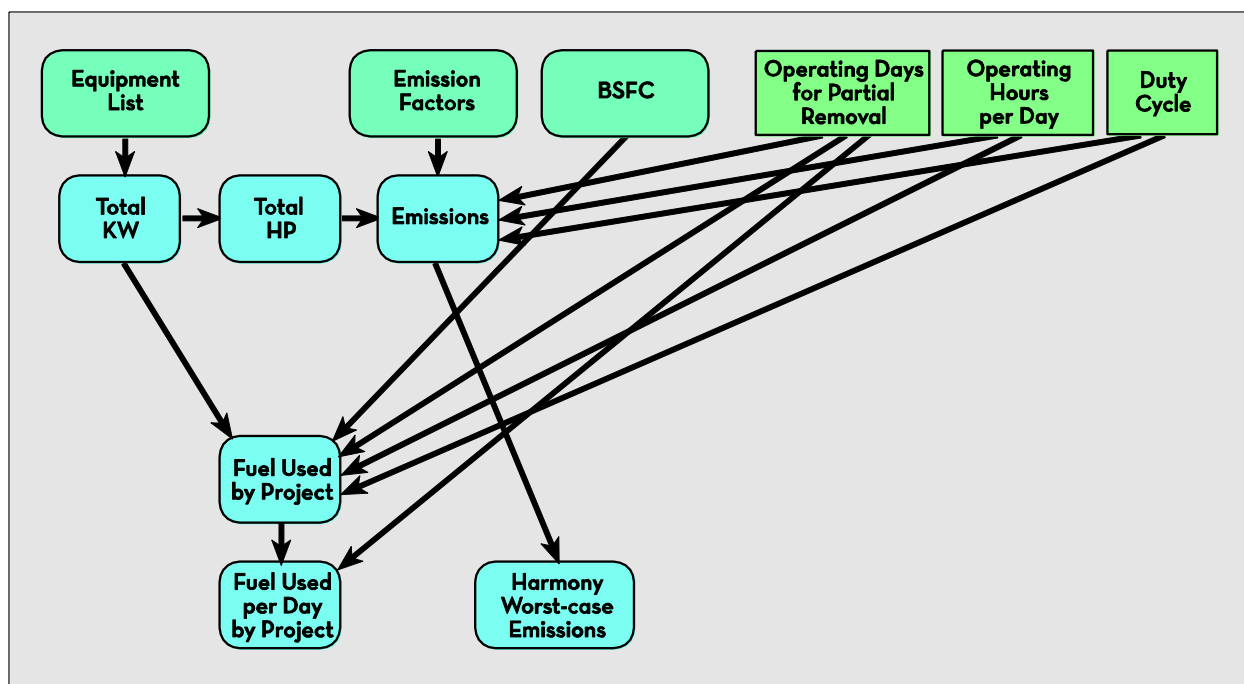 Equipment
List
Emission
Factors
BSFC
Operating Days
for Partial
Removal
Operating
Hours
per Day
Duty
Cycle
Total
KW
Total
HP
Emissions
Fuel Used
by Project
Fuel Used
per Day
by Project
Harmony
Worst-case
Emissions